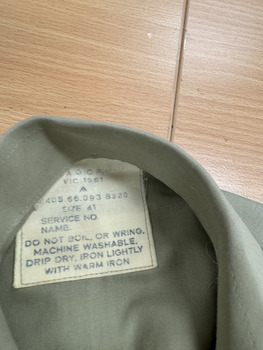 A.G.C.F.
VIC. 1981
8405.66.093.8320
SIZE 41
SERVICE NO.
NAME.
DO NOT BOIL, OR WRING.
MACHINE WASHABLE.
DRIP DRY, IRON LIGHTLY
WITH WARM IRON